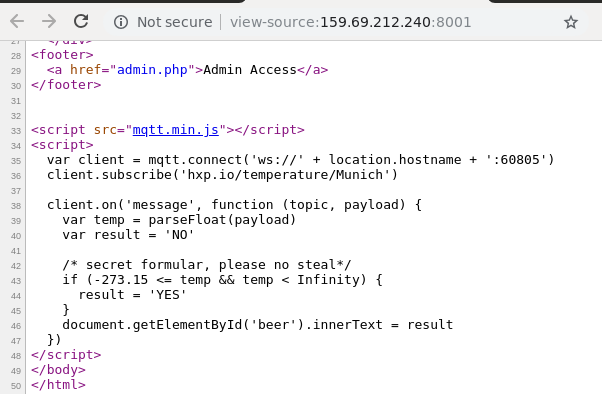 Not secure | view-source:159.69.212.240:8001
27 </div>
28 <footer>
29   <a href="admin.php">Admin Access</a>
30 </footer>
31
32
33 <script src="mqtt.min.js"></script>
34 <script>
35   var client = mqtt.connect('ws://' + location.hostname + ':60805')
36   client.subscribe('hxp.io/temperature/Munich')
37
38   client.on('message', function (topic, payload) {
39     var temp = parseFloat(payload)
40     var result = 'NO'
41
42     /* secret formular, please no steal*/
43     if (-273.15 <= temp && temp < Infinity) {
44       result = 'YES'
45     }
46     document.getElementById('beer').innerText = result
47   })
48 </script>
49 </body>
50 </html>